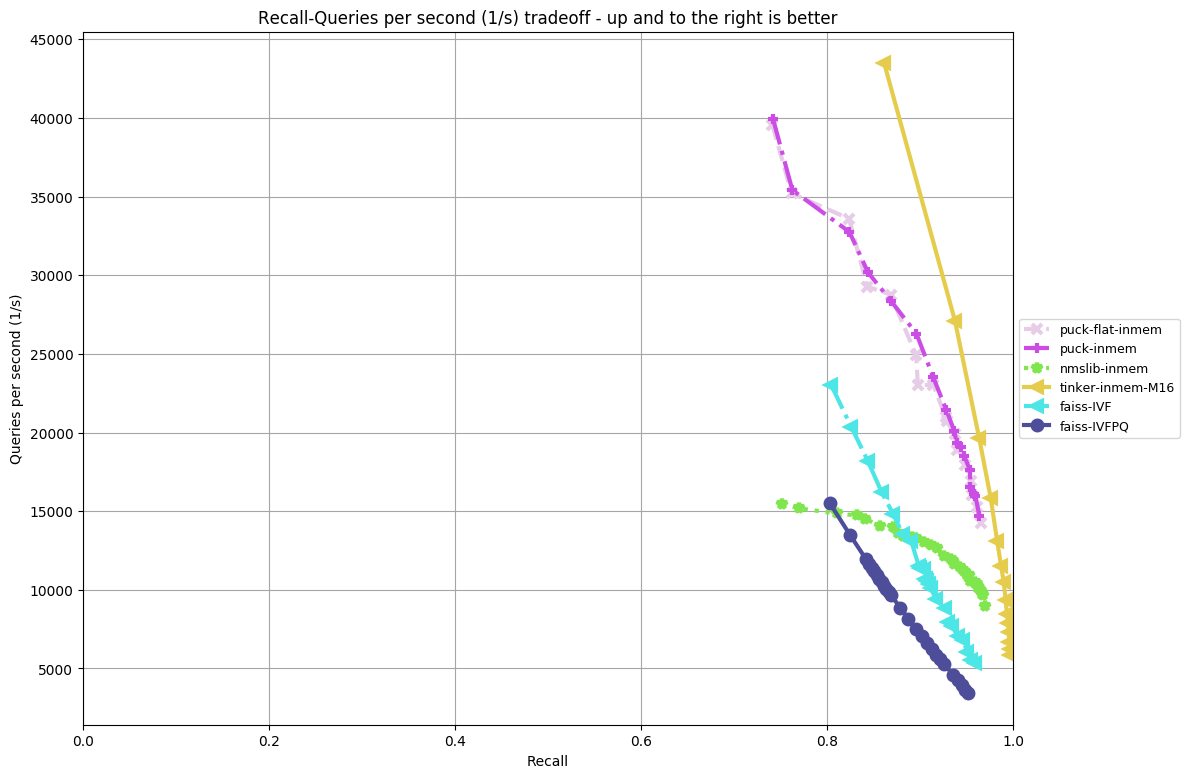 Recall-Queries per second (1/s) tradeoff - up and to the right is better
45000
40000
35000
30000
25000
20000
15000
10000
5000
Queries per second (1/s)
0.0
0.2
0.4
0.6
0.8
1.0
Recall
puck-flat-inmem
puck-inmem
nmslib-inmem
tinker-inmem-M16
faiss-IVF
faiss-IVFPQ